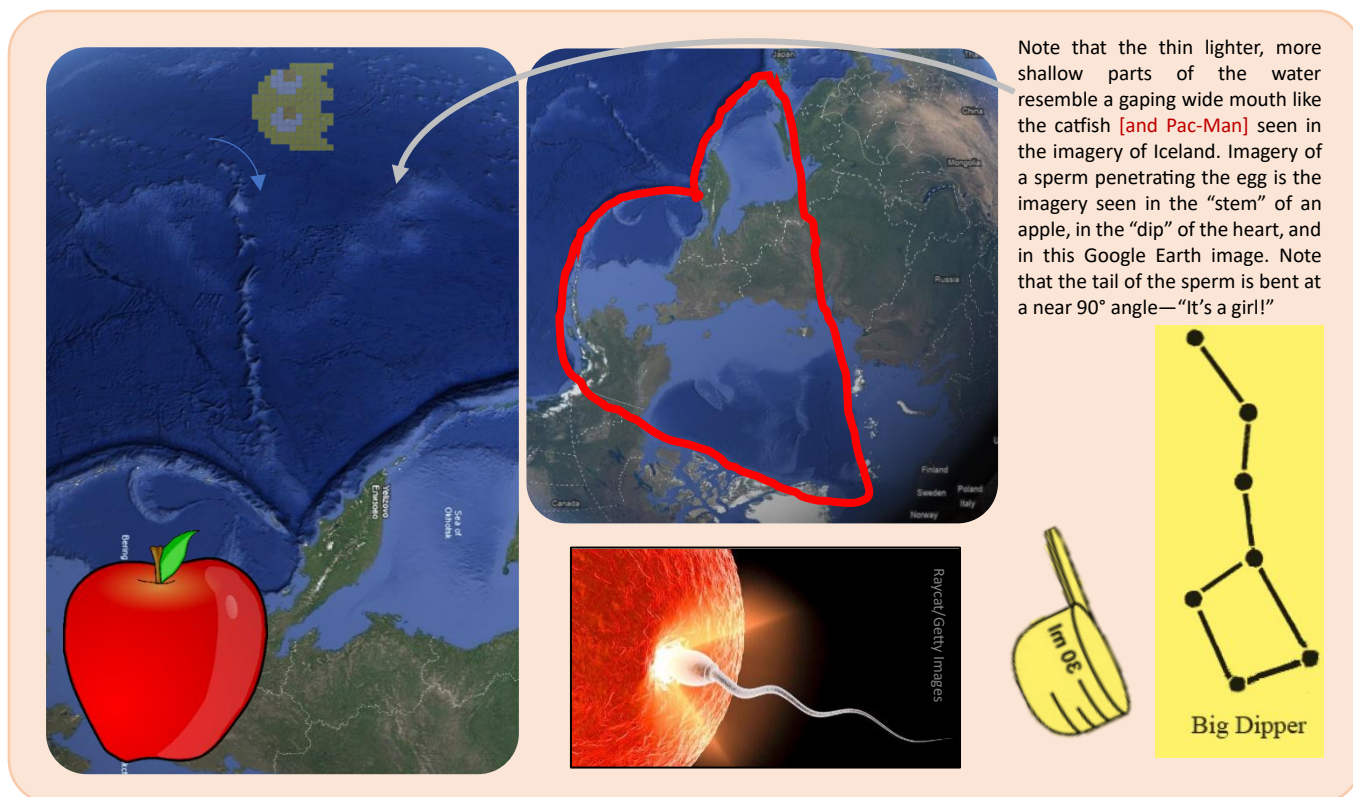 Note that the thin lighter, more
shallow parts of the water
resemble a gaping wide mouth like
the catfish [and Pac-Man] seen in
the imagery of Iceland. Imagery of
a sperm penetrating the egg is the
imagery seen in the “stem” of an
apple, in the “dip” of the heart, and
in this Google Earth image. Note
that the tail of the sperm is bent at
a near 90° angle—“It’s a girl!”
Yelizovo
Елизово
Sea of
Okhotsk
Bering
Japan
China
Mongolia
Russia
Finland
Sweden
Poland
Italy
Norway
Canada
Raycat/Getty Images
30 ml
Big Dipper